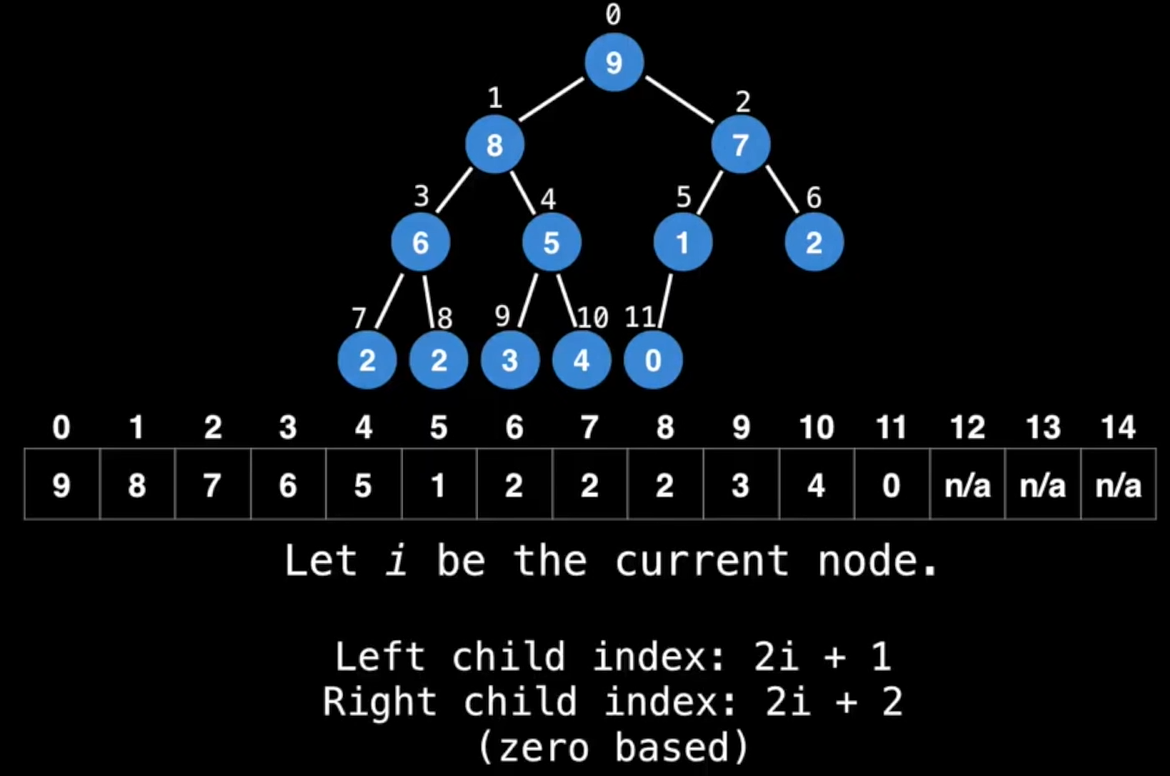 0
9
1 2
8 7
3 4 5 6
6 5 1 2
7 8 9 10 11
2 2 3 4 0
0 1 2 3 4 5 6 7 8 9 10 11 12 13 14
9 8 7 6 5 1 2 2 2 3 4 0 n/a n/a n/a
Let i be the current node.
Left child index: 2i + 1
Right child index: 2i + 2
(zero based)